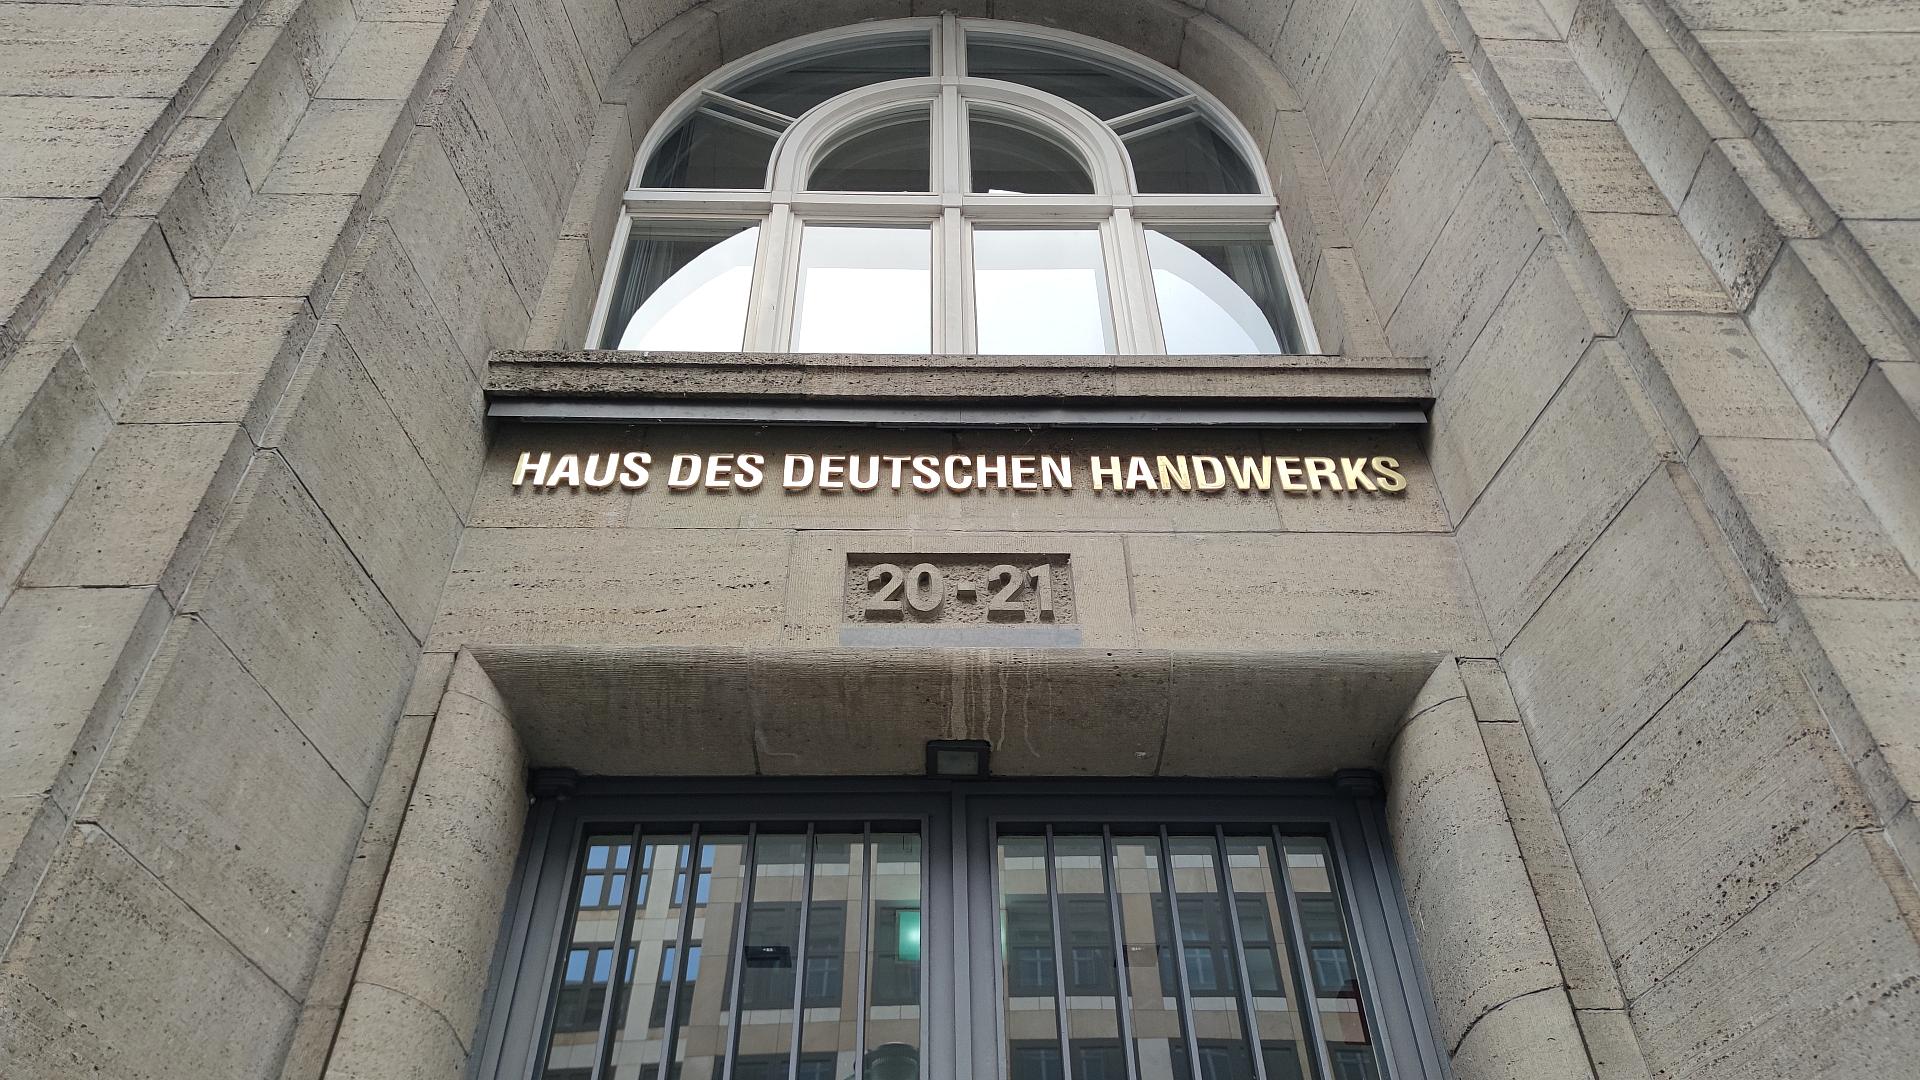 HAUS DES DEUTSCHEN HANDWERKS
20-21